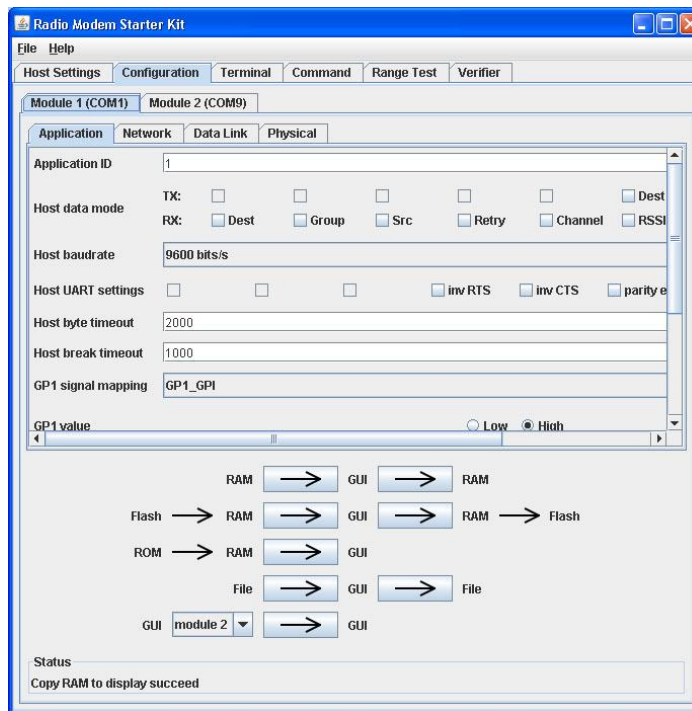 Radio Modem Starter Kit
File Help
Host Settings Configuration Terminal Command Range Test Verifier
Module 1 (COM1) Module 2 (COM9)
Application Network Data Link Physical
Application ID 1
TX: Dest
Host data mode
RX: Dest Group Src Retry Channel RSSI
Host baudrate 9600 bits/s
Host UART settings inv RTS inv CTS parity e
Host byte timeout 2000
Host break timeout 1000
GP1 signal mapping GP1_GPI
GP1 value Low High
RAM GUI RAM
Flash RAM GUI RAM Flash
ROM RAM GUI
File GUI File
GUI module 2 GUI
Status
Copy RAM to display succeed